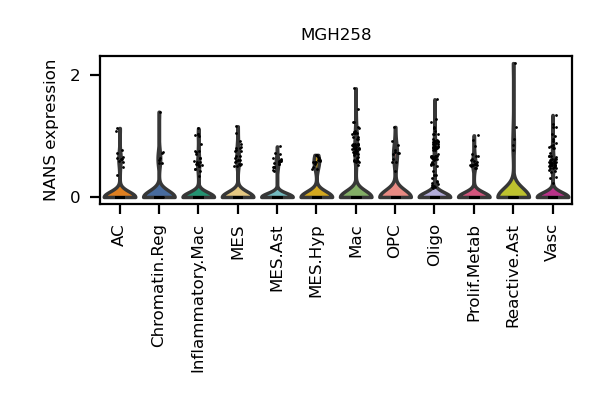 MGH258
NANS expression
2
0
AC
Chromatin.Reg
Inflammatory.Mac
MES
MES.Ast
MES.Hyp
Mac
OPC
Oligo
Prolif.Metab
Reactive.Ast
Vasc